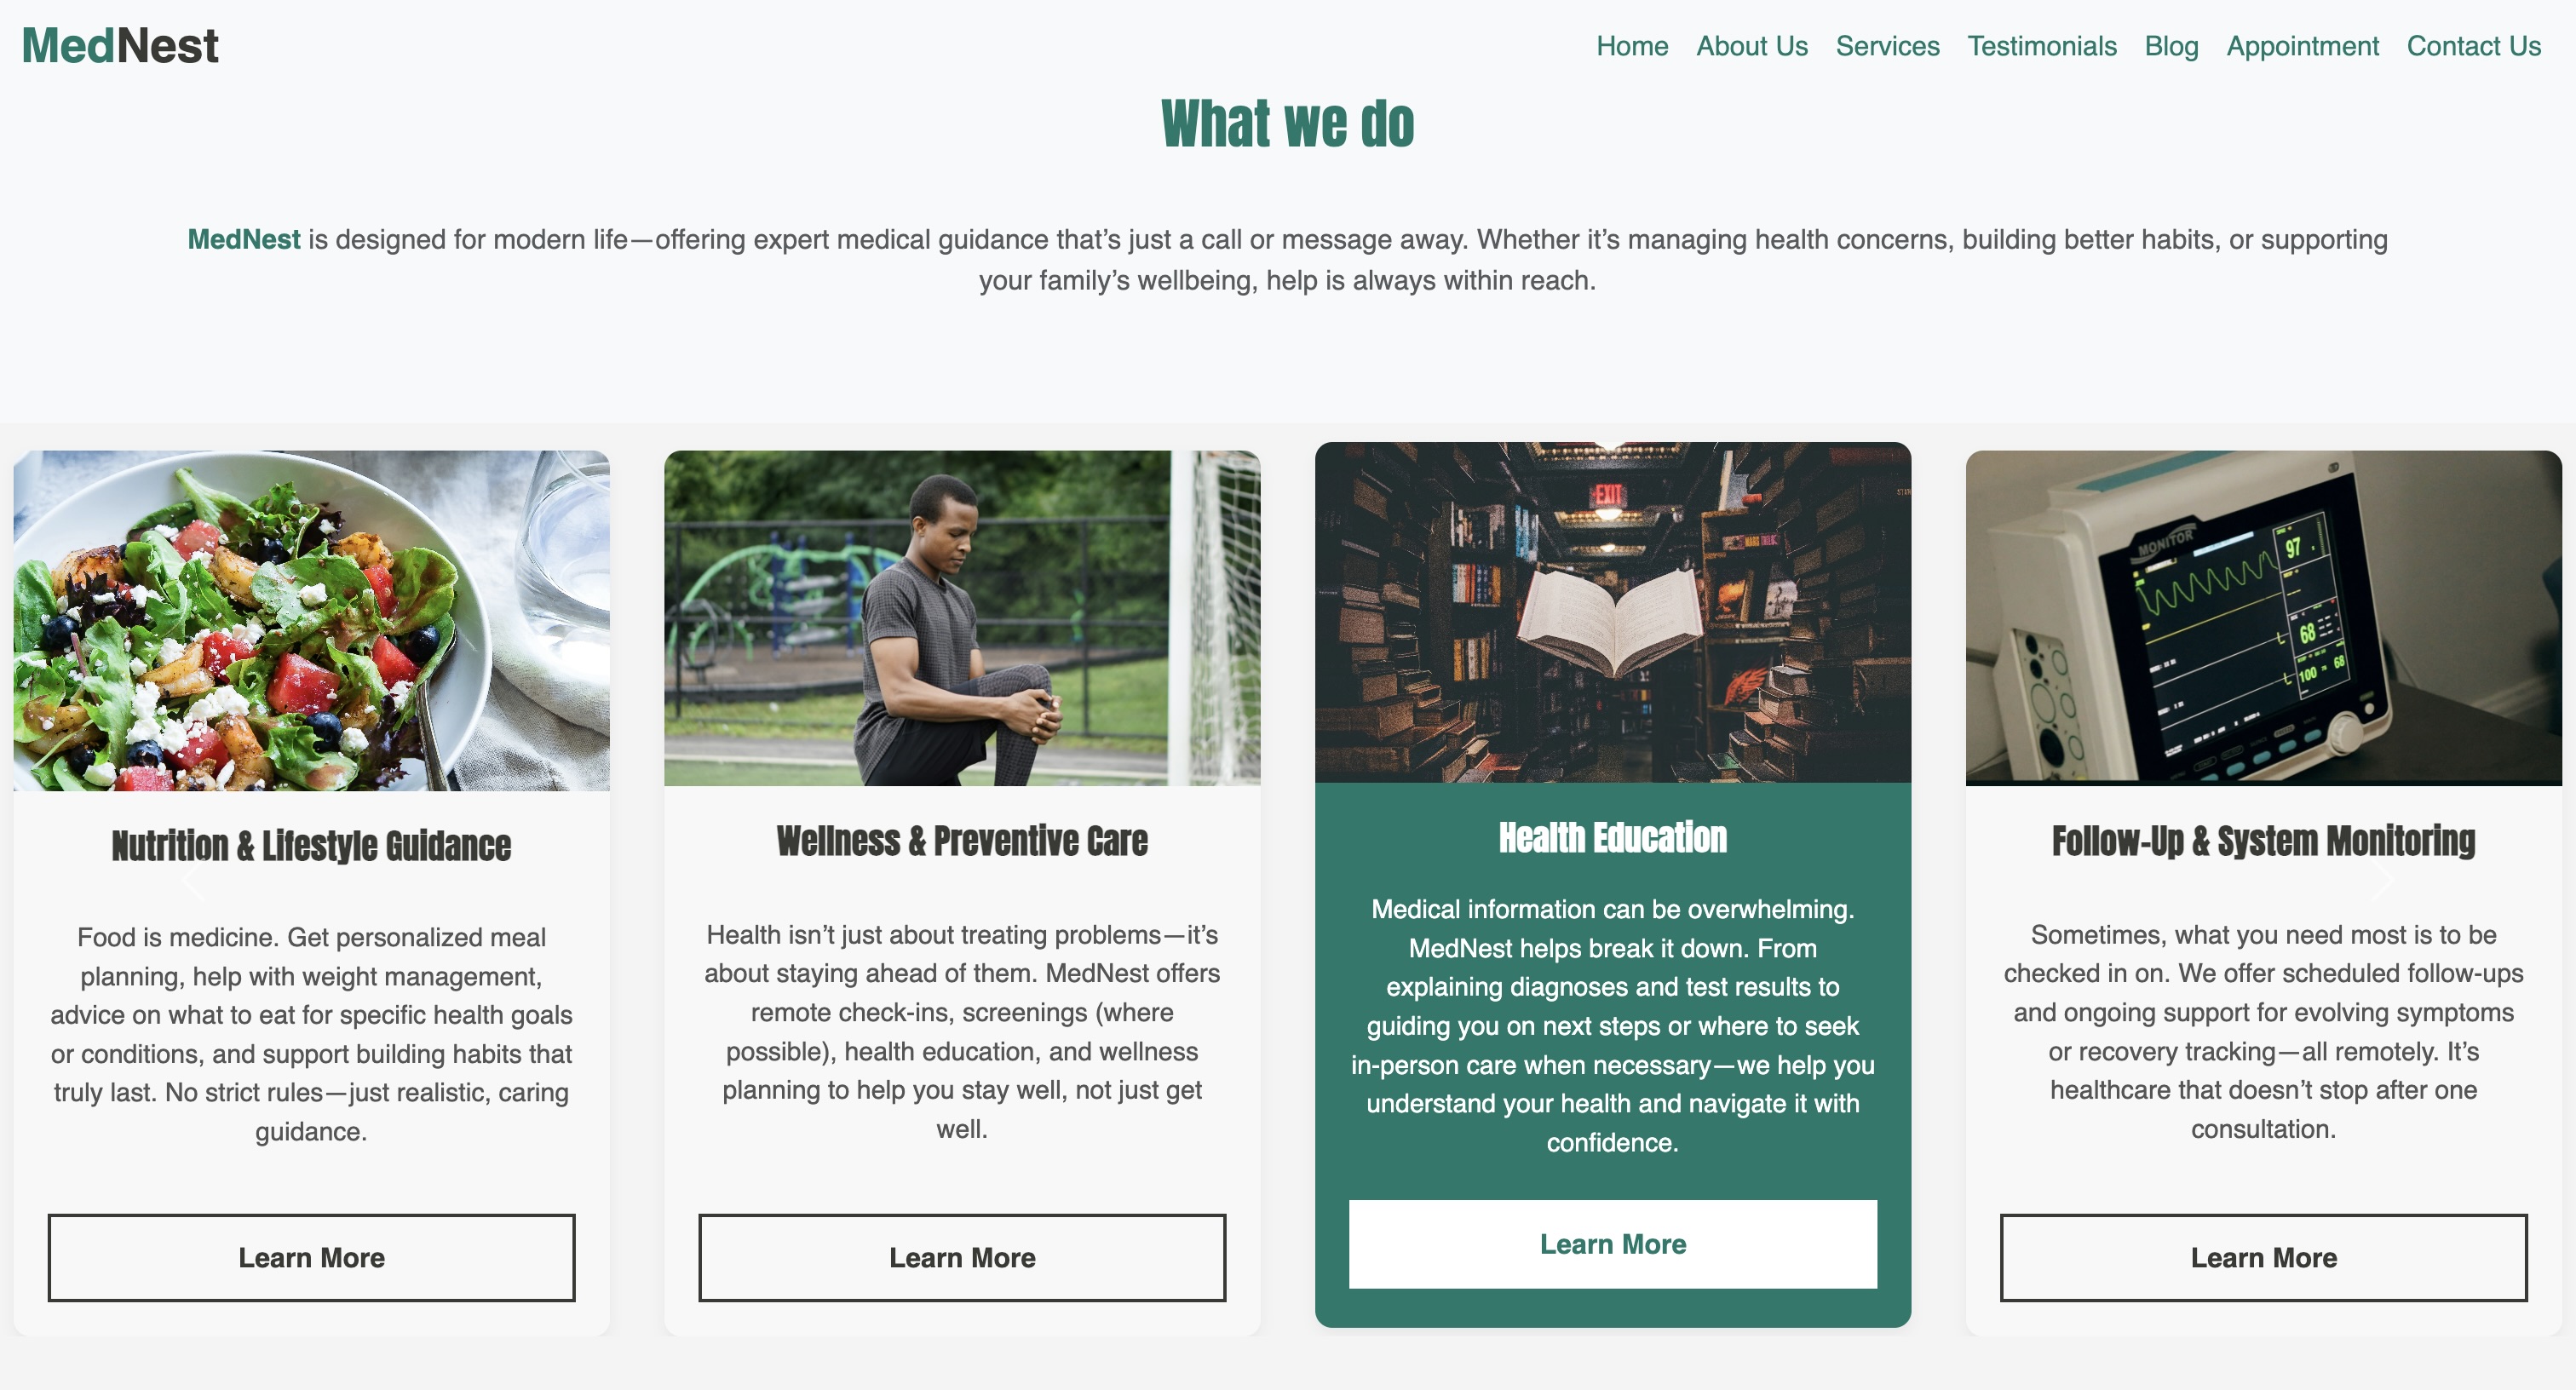 MedNest
Home About Us Services Testimonials Blog Appointment Contact Us
What we do
MedNest is designed for modern life—offering expert medical guidance that’s just a call or message away. Whether it’s managing health concerns, building better habits, or supporting
your family’s wellbeing, help is always within reach.
Nutrition & Lifestyle Guidance
Food is medicine. Get personalized meal
planning, help with weight management,
advice on what to eat for specific health goals
or conditions, and support building habits that
truly last. No strict rules—just realistic, caring
guidance.
Learn More
Wellness & Preventive Care
Health isn’t just about treating problems—it’s
about staying ahead of them. MedNest offers
remote check-ins, screenings (where
possible), health education, and wellness
planning to help you stay well, not just get
well.
Learn More
EXIT
Health Education
Medical information can be overwhelming.
MedNest helps break it down. From
explaining diagnoses and test results to
guiding you on next steps or where to seek
in-person care when necessary—we help you
understand your health and navigate it with
confidence.
Learn More
MONITOR
97
68
100
68
Follow-Up & System Monitoring
Sometimes, what you need most is to be
checked in on. We offer scheduled follow-ups
and ongoing support for evolving symptoms
or recovery tracking—all remotely. It’s
healthcare that doesn’t stop after one
consultation.
Learn More